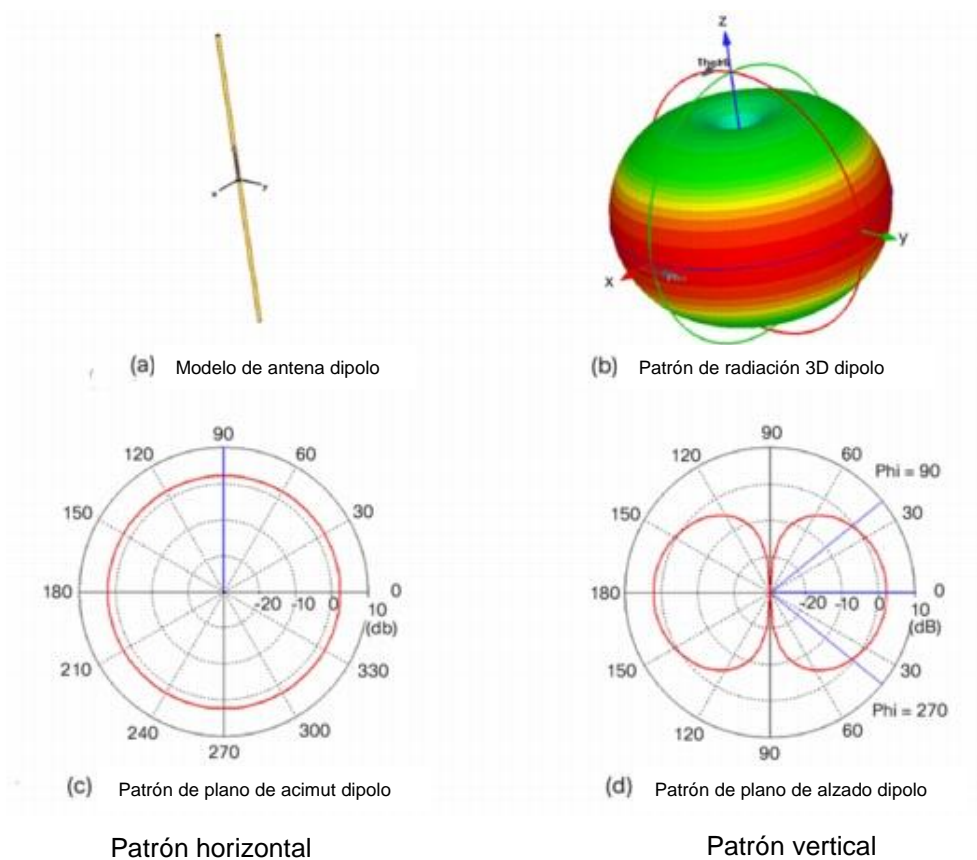 x
y
(a) Modelo de antena dipolo
z
Theta
x
y
(b) Patrón de radiación 3D dipolo
90
120 60
150 30
180 -20 -10 0 10 0
(db)
210 330
240 300
270
(c) Patrón de plano de acimut dipolo
90
120 Phi = 90
150 30
180 -20 -10 0 10 0
(dB)
150 30
Phi = 270
120 60
90
(d) Patrón de plano de alzado dipolo
Patrón horizontal
Patrón vertical